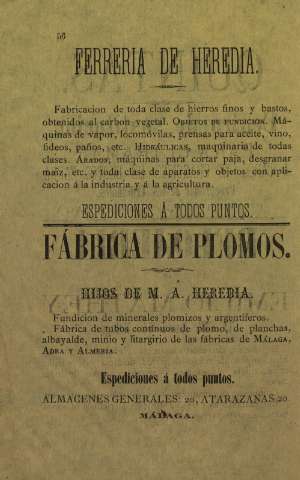 56
FERRERIA DE HEREDIA.
Fabricacion de toda clase de hierros finos y bastos,
obtenidos al carbon vegetal. OBJETOS DE FUNDICION. Má-
quinas de vapor, locomóvilas, prensas para aceite, vino,
fideos, paños, etc. HIDRÁULICAS, maquinaria de todas
clases. ARADOS, máquinas para cortar paja, desgranar
maiz, etc. y toda clase de aparatos y objetos con apli-
cacion á la industria y á la agricultura.
ESPEDICIONES Á TODOS PUNTOS.
FÁBRICA DE PLOMOS.
HIJOS DE M. A. HEREDIA.
Fundicion de minerales plomizos y argentíferos.
Fábrica de tubos contínuos de plomo, de planchas,
albayalde, minio y litargirio de las fábricas de MÁLAGA,
ADRA Y ALMERIA.
Espediciones á todos puntos.
ALMACENES GENERALES: 20, ATARAZANAS 20
MÁLAGA.